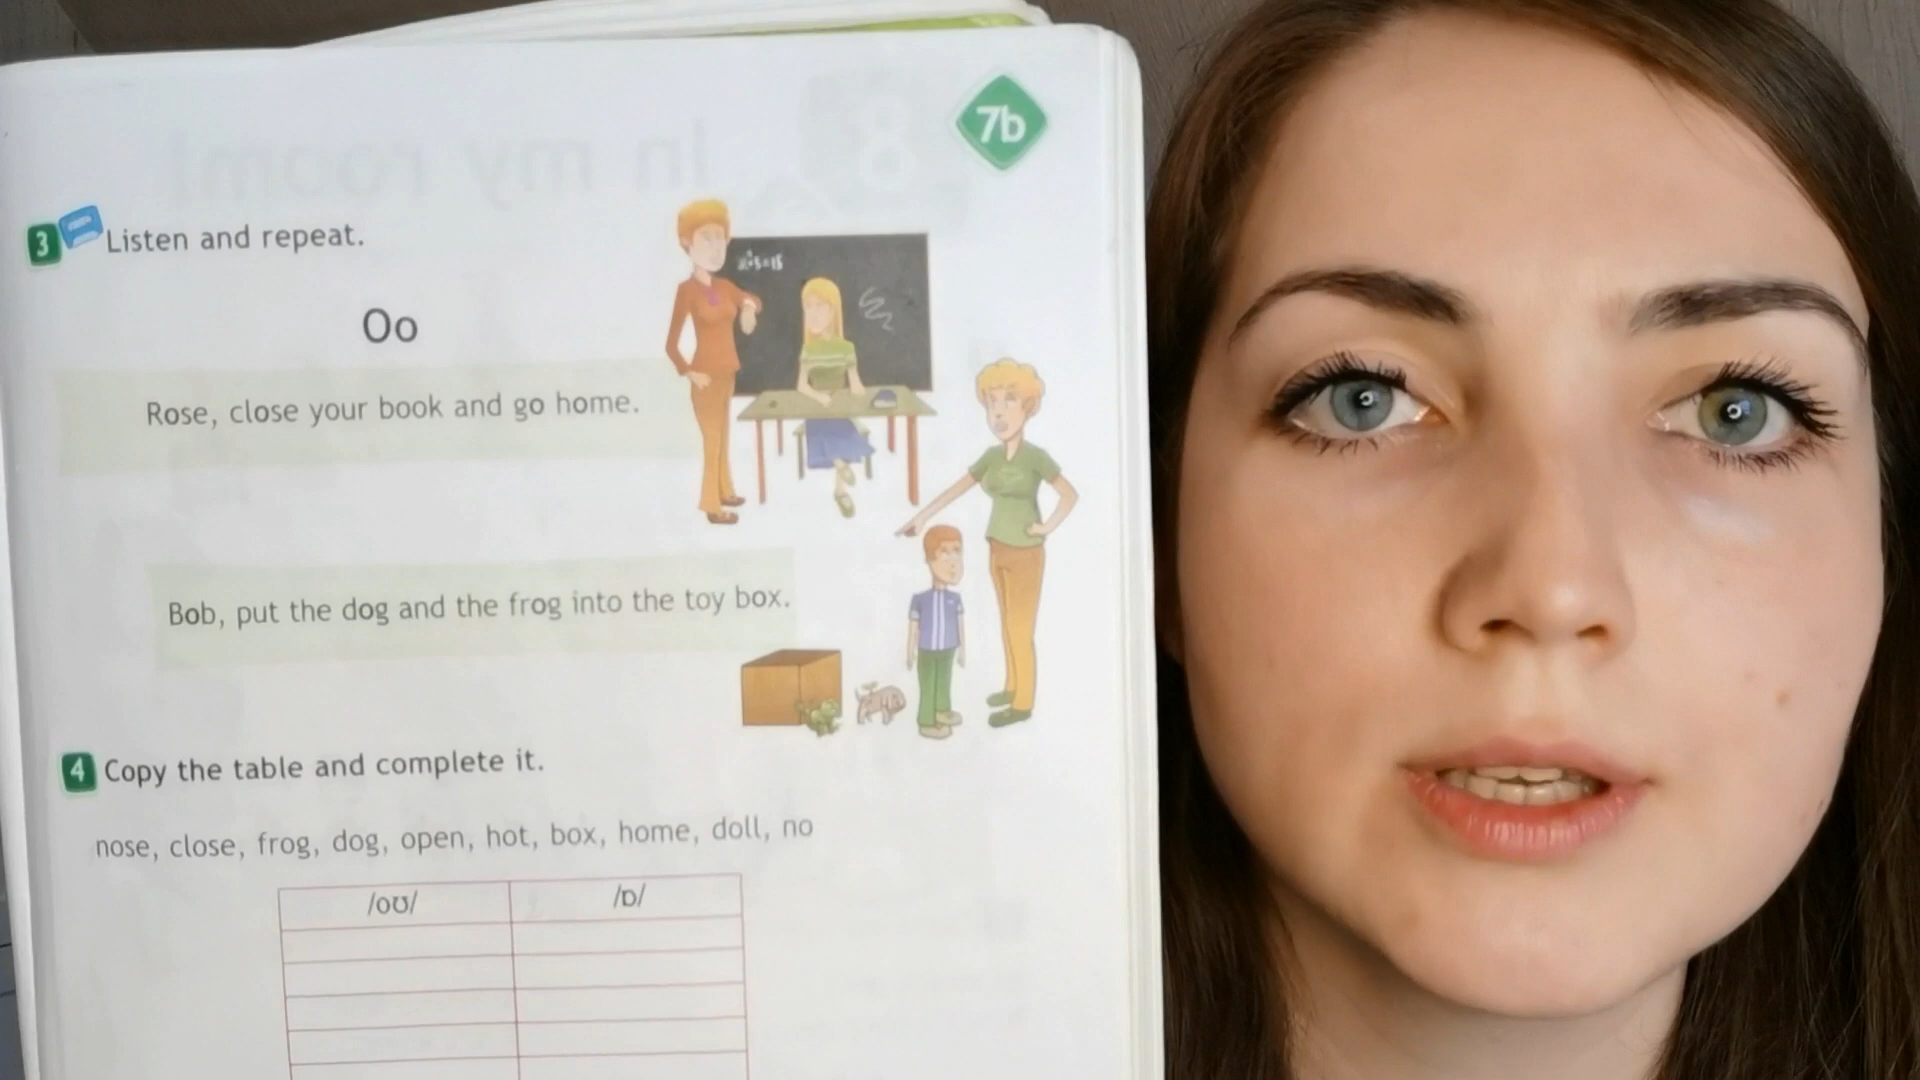 7b
3 Listen and repeat.
Oo
Rose, close your book and go home.
Bob, put the dog and the frog into the toy box.
4 Copy the table and complete it.
nose, close, frog, dog, open, hot, box, home, doll, no
/oʊ/ /ɒ/